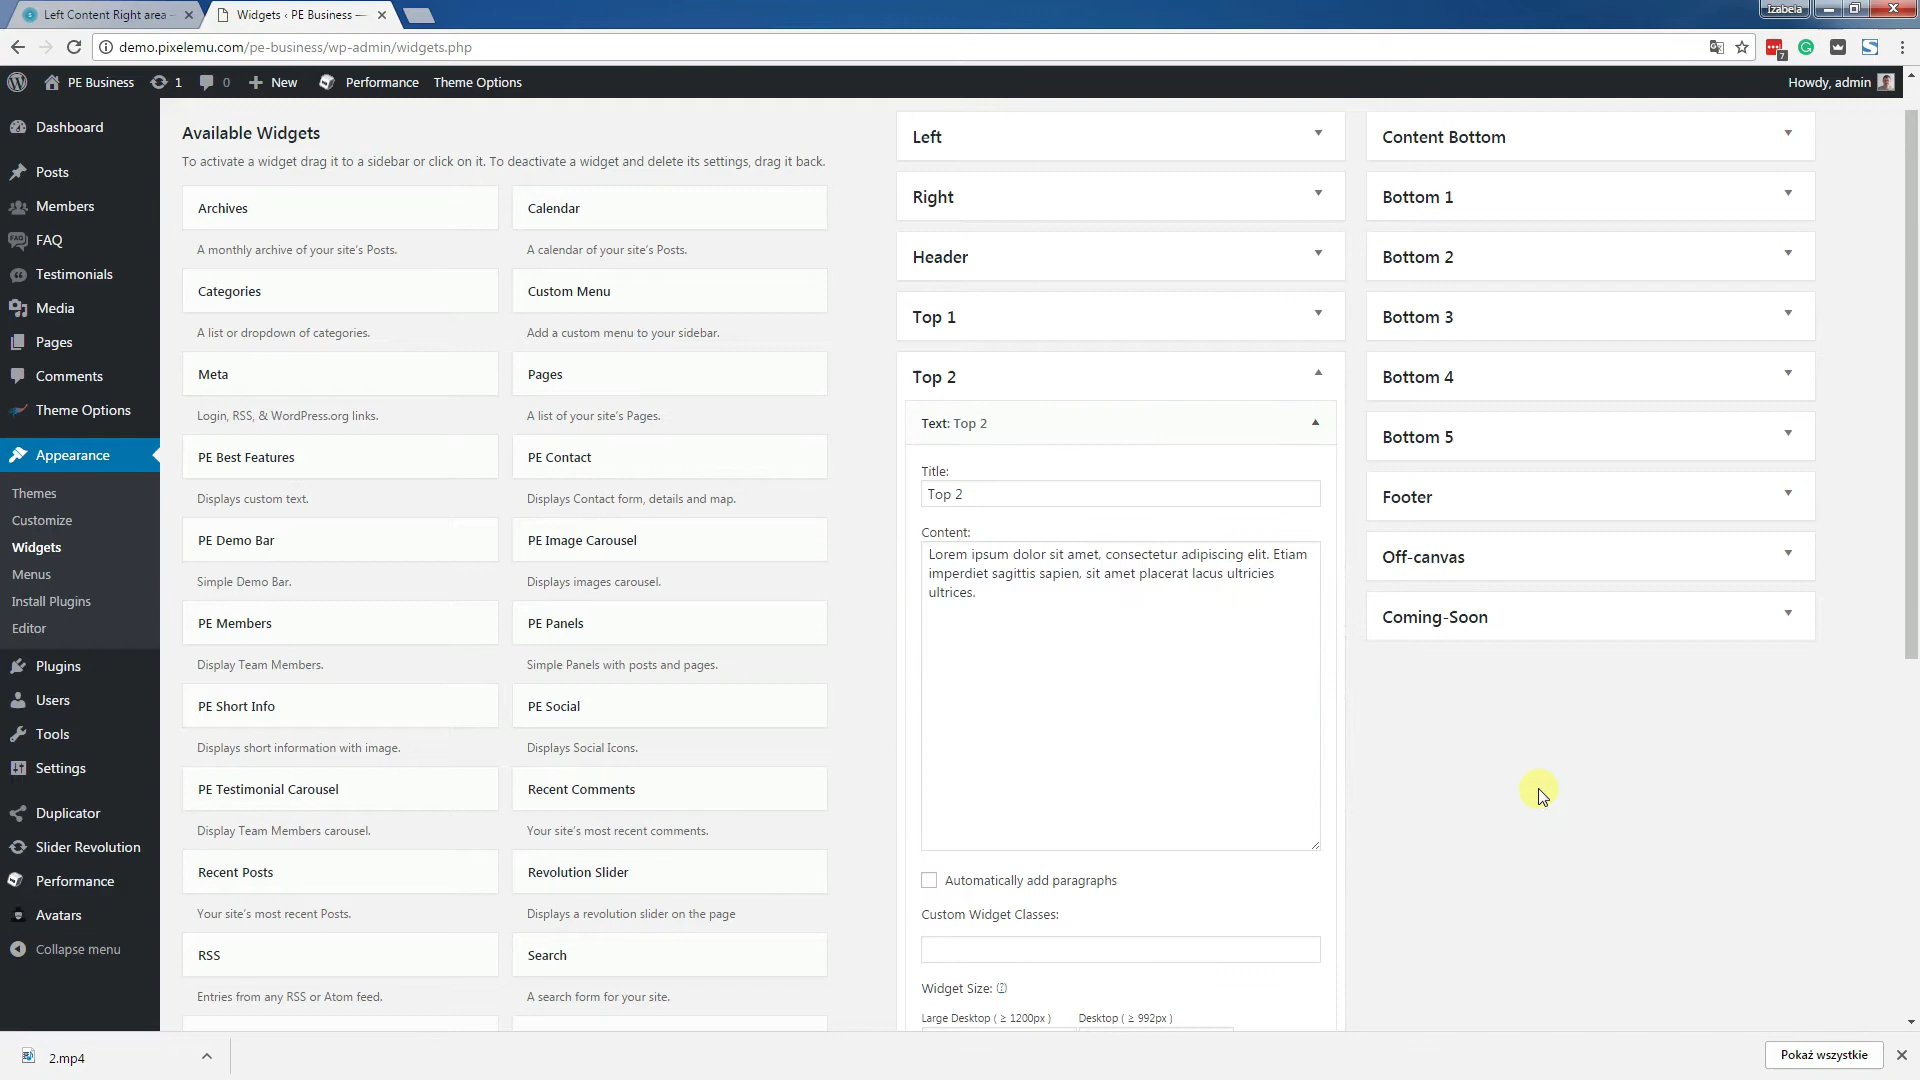 Left Content Right area -
Widgets ‹ PE Business —
Izabela
demo.pixelemu.com/pe-business/wp-admin/widgets.php
7
PE Business
1
0
New
Performance
Theme Options
Howdy, admin
Dashboard
Posts
Members
FAQ
Testimonials
Media
Pages
Comments
Theme Options
Appearance
Themes
Customize
Widgets
Menus
Install Plugins
Editor
Plugins
Users
Tools
Settings
Duplicator
Slider Revolution
Performance
Avatars
Collapse menu
Available Widgets
To activate a widget drag it to a sidebar or click on it. To deactivate a widget and delete its settings, drag it back.
Archives
Calendar
A monthly archive of your site's Posts.
A calendar of your site's Posts.
Categories
Custom Menu
A list or dropdown of categories.
Add a custom menu to your sidebar.
Meta
Pages
Login, RSS, & WordPress.org links.
A list of your site's Pages.
PE Best Features
PE Contact
Displays custom text.
Displays Contact form, details and map.
PE Demo Bar
PE Image Carousel
Simple Demo Bar.
Displays images carousel.
PE Members
PE Panels
Display Team Members.
Simple Panels with posts and pages.
PE Short Info
PE Social
Displays short information with image.
Displays Social Icons.
PE Testimonial Carousel
Recent Comments
Display Team Members carousel.
Your site's most recent comments.
Recent Posts
Revolution Slider
Your site's most recent Posts.
Displays a revolution slider on the page
RSS
Search
Entries from any RSS or Atom feed.
A search form for your site.
Left
Right
Header
Top 1
Top 2
Text: Top 2
Title:
Top 2
Content:
Lorem ipsum dolor sit amet, consectetur adipiscing elit. Etiam
imperdiet sagittis sapien, sit amet placerat lacus ultricies
ultrices.
Automatically add paragraphs
Custom Widget Classes:
Widget Size:
Large Desktop ( ≥ 1200px )
Desktop ( ≥ 992px )
Content Bottom
Bottom 1
Bottom 2
Bottom 3
Bottom 4
Bottom 5
Footer
Off-canvas
Coming-Soon
2.mp4
Pokaż wszystkie